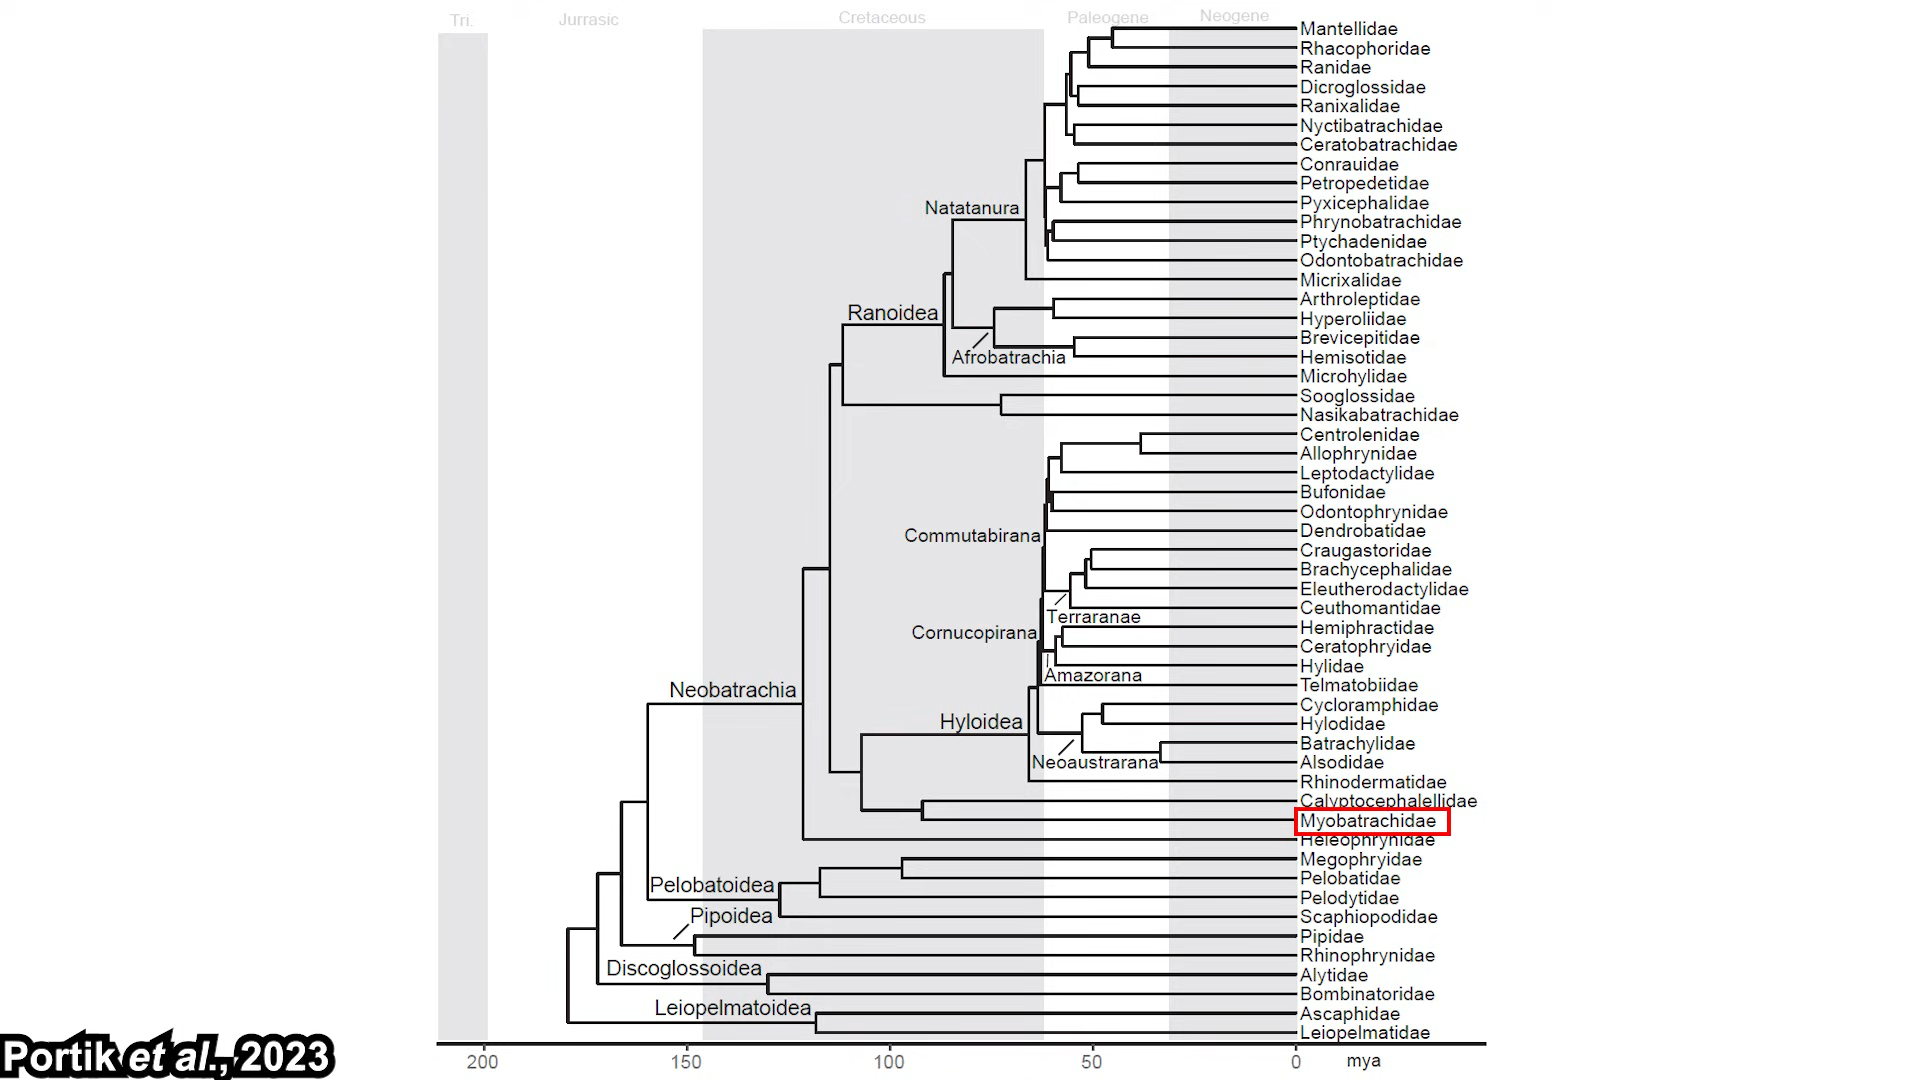 Tri.
Jurrasic
Cretaceous
Paleogene
Neogene
Mantellidae
Rhacophoridae
Ranidae
Dicroglossidae
Ranixalidae
Nyctibatrachidae
Ceratobatrachidae
Conrauidae
Petropedetidae
Pyxicephalidae
Natatanura
Phrynobatrachidae
Ptychadenidae
Odontobatrachidae
Micrixalidae
Arthroleptidae
Ranoidea
Hyperoliidae
Brevicepitidae
Afrobatrachia
Hemisotidae
Microhylidae
Sooglossidae
Nasikabatrachidae
Centrolenidae
Allophrynidae
Leptodactylidae
Bufonidae
Odontophrynidae
Commutabirana
Dendrobatidae
Craugastoridae
Brachycephalidae
Eleutherodactylidae
Ceuthomantidae
Terraranae
Cornucopirana
Hemiphractidae
Ceratophryidae
Hylidae
Amazorana
Neobatrachia
Telmatobiidae
Cycloramphidae
Hyloidea
Hylodidae
Batrachylidae
Neoaustrarana
Alsodidae
Rhinodermatidae
Calyptocephalellidae
Myobatrachidae
Heleophrynidae
Megophryidae
Pelobatoidea
Pelobatidae
Pelodytidae
Pipoidea
Scaphiopodidae
Pipidae
Rhinophrynidae
Discoglossoidea
Alytidae
Bombinatoridae
Leiopelmatoidea
Ascaphidae
Leiopelmatidae
Portik et al., 2023
200
150
100
50
0
mya